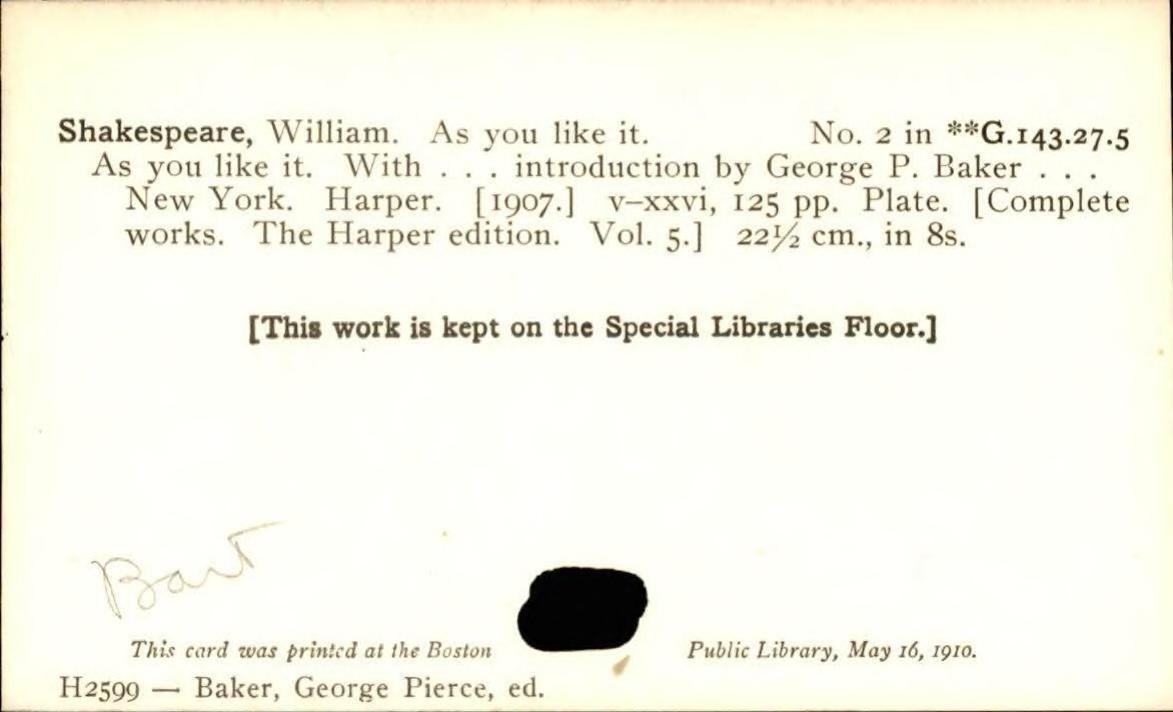 Shakespeare, William. As you like it. No. 2 in **G.143.27.5
As you like it. With . . . introduction by George P. Baker . . .
New York. Harper. [1907.] v–xxvi, 125 pp. Plate. [Complete
works. The Harper edition. Vol. 5.] 22½ cm., in 8s.
[This work is kept on the Special Libraries Floor.]
Bart
This card was printed at the Boston Public Library, May 16, 1910.
H2599 — Baker, George Pierce, ed.